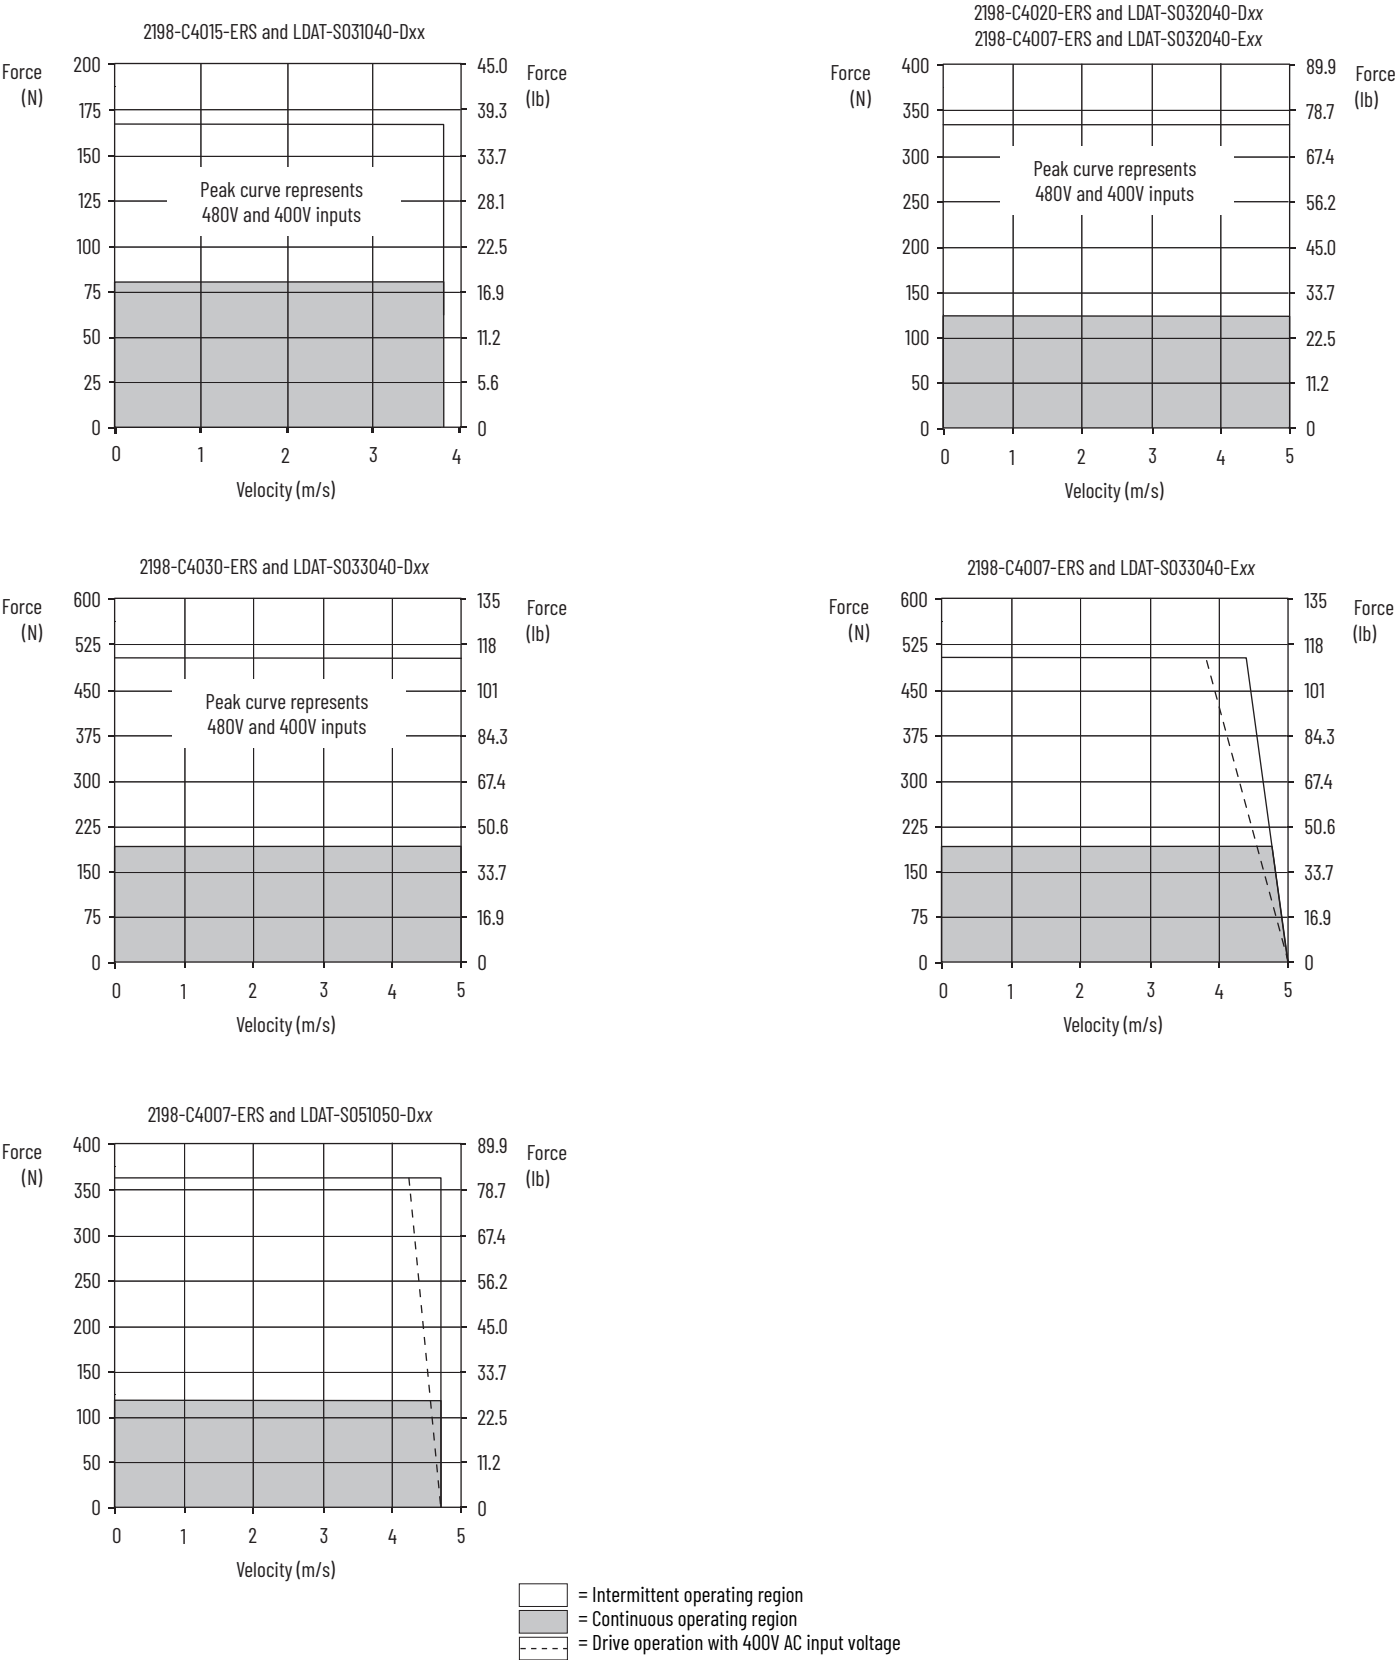 2198-C4015-ERS and LDAT-S031040-Dxx
Force
(N)
200
175
150
125
100
75
50
25
0
45.0
39.3
33.7
28.1
22.5
16.9
11.2
5.6
0
Force
(lb)
Peak curve represents
480V and 400V inputs
0 1 2 3 4
Velocity (m/s)
2198-C4020-ERS and LDAT-S032040-Dxx
2198-C4007-ERS and LDAT-S032040-Exx
Force
(N)
400
350
300
250
200
150
100
50
0
89.9
78.7
67.4
56.2
45.0
33.7
22.5
11.2
0
Force
(lb)
Peak curve represents
480V and 400V inputs
0 1 2 3 4 5
Velocity (m/s)
2198-C4030-ERS and LDAT-S033040-Dxx
Force
(N)
600
525
450
375
300
225
150
75
0
135
118
101
84.3
67.4
50.6
33.7
16.9
0
Force
(lb)
Peak curve represents
480V and 400V inputs
0 1 2 3 4 5
Velocity (m/s)
2198-C4007-ERS and LDAT-S033040-Exx
Force
(N)
600
525
450
375
300
225
150
75
0
135
118
101
84.3
67.4
50.6
33.7
16.9
0
Force
(lb)
0 1 2 3 4 5
Velocity (m/s)
2198-C4007-ERS and LDAT-S051050-Dxx
Force
(N)
400
350
300
250
200
150
100
50
0
89.9
78.7
67.4
56.2
45.0
33.7
22.5
11.2
0
Force
(lb)
0 1 2 3 4 5
Velocity (m/s)
= Intermittent operating region
= Continuous operating region
= Drive operation with 400V AC input voltage